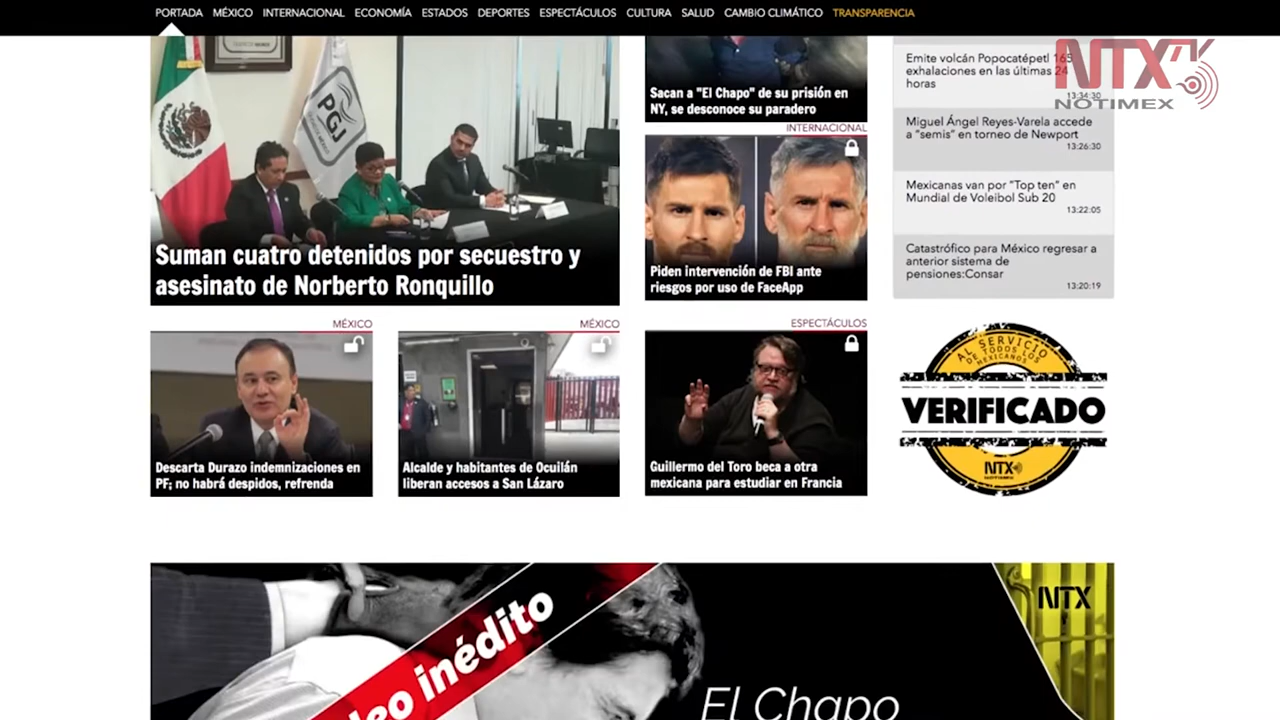 PORTADA MÉXICO INTERNACIONAL ECONOMÍA ESTADOS DEPORTES ESPECTÁCULOS CULTURA SALUD CAMBIO CLIMÁTICO TRANSPARENCIA
PGJ
Suman cuatro detenidos por secuestro y
asesinato de Norberto Ronquillo
Sacan a "El Chapo" de su prisión en
NY, se desconoce su paradero
INTERNACIONAL
Piden intervención de FBI ante
riesgos por uso de FaceApp
Emite volcán Popocatépetl 165
exhalaciones en las últimas 24
horas
13:34:30
NTX TV
NOTIMEX
Miguel Ángel Reyes-Varela accede
a "semis" en torneo de Newport
13:26:30
Mexicanas van por "Top ten" en
Mundial de Voleibol Sub 20
13:22:05
Catastrófico para México regresar a
anterior sistema de
pensiones:Consar
13:20:19
MÉXICO
Descarta Durazo indemnizaciones en
PF; no habrá despidos, refrenda
MÉXICO
Alcalde y habitantes de Ocuilán
liberan accesos a San Lázaro
ESPECTÁCULOS
Guillermo del Toro beca a otra
mexicana para estudiar en Francia
AL SERVICIO
DE TODOS LOS
MEXICANOS
VERIFICADO
NTX
NOTIMEX
deo inédito
El Chapo
NTX